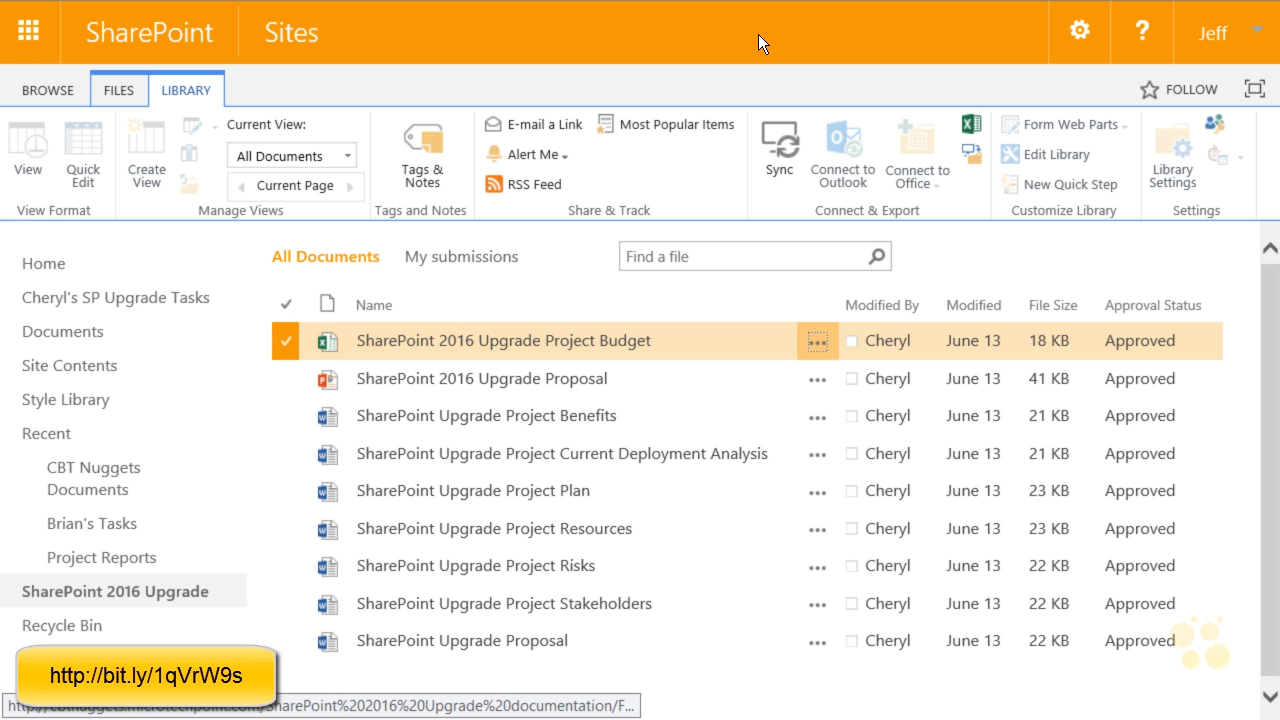 SharePoint Sites ? Jeff
BROWSE FILES LIBRARY FOLLOW
View
Quick
Edit
View Format
Create
View
Current View:
All Documents
Current Page
Manage Views
Tags &
Notes
Tags and Notes
E-mail a Link Most Popular Items
Alert Me
RSS Feed
Share & Track
Sync
Connect to
Outlook
Connect to
Office
Connect & Export
Form Web Parts
Edit Library
New Quick Step
Customize Library
Library
Settings
Settings
Home
Cheryl's SP Upgrade Tasks
Documents
Site Contents
Style Library
Recent
CBT Nuggets
Documents
Brian's Tasks
Project Reports
SharePoint 2016 Upgrade
Recycle Bin
All Documents My submissions Find a file
Name Modified By Modified File Size Approval Status
SharePoint 2016 Upgrade Project Budget ... Cheryl June 13 18 KB Approved
SharePoint 2016 Upgrade Proposal ... Cheryl June 13 41 KB Approved
SharePoint Upgrade Project Benefits ... Cheryl June 13 21 KB Approved
SharePoint Upgrade Project Current Deployment Analysis ... Cheryl June 13 21 KB Approved
SharePoint Upgrade Project Plan ... Cheryl June 13 23 KB Approved
SharePoint Upgrade Project Resources ... Cheryl June 13 23 KB Approved
SharePoint Upgrade Project Risks ... Cheryl June 13 22 KB Approved
SharePoint Upgrade Project Stakeholders ... Cheryl June 13 22 KB Approved
SharePoint Upgrade Proposal ... Cheryl June 13 22 KB Approved
http://bit.ly/1qVrW9s
http://cbtnuggets.microtechpoint.com/SharePoint%202016%20Upgrade%20documentation/F...